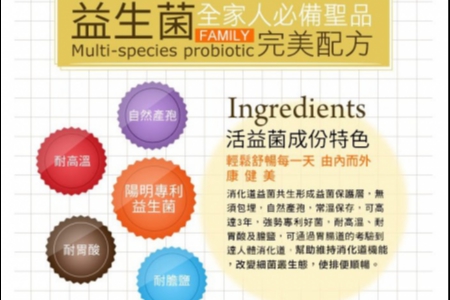 益生菌 全家人必備聖品
Multi-species probiotic FAMILY 完美配方
自然產孢
耐高溫
陽明專利
益生菌
耐胃酸
耐膽鹽
Ingredients
活益菌成份特色
輕鬆舒暢每一天 由內而外
康 健 美
消化道益菌共生形成益菌保護層，無
須包埋，自然產孢，常溫保存，可高
達3年，強勢專利好菌，耐高溫、耐
胃酸及膽鹽，可通過胃腸道的考驗到
達人體消化道，幫助維持消化道機能
，改變細菌叢生態，使排便順暢。